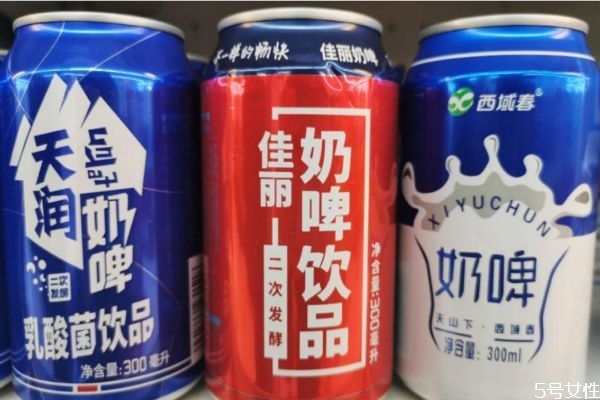 天润
奶啤
二次发酵
乳酸菌饮品
净含量:300毫升
不一样的畅快
佳丽奶啤
佳丽
奶啤饮品
二次发酵
净含量:300毫升
西域春
XIYUCHUN
奶啤
天山下·西域春
净含量:300ml
5号女性